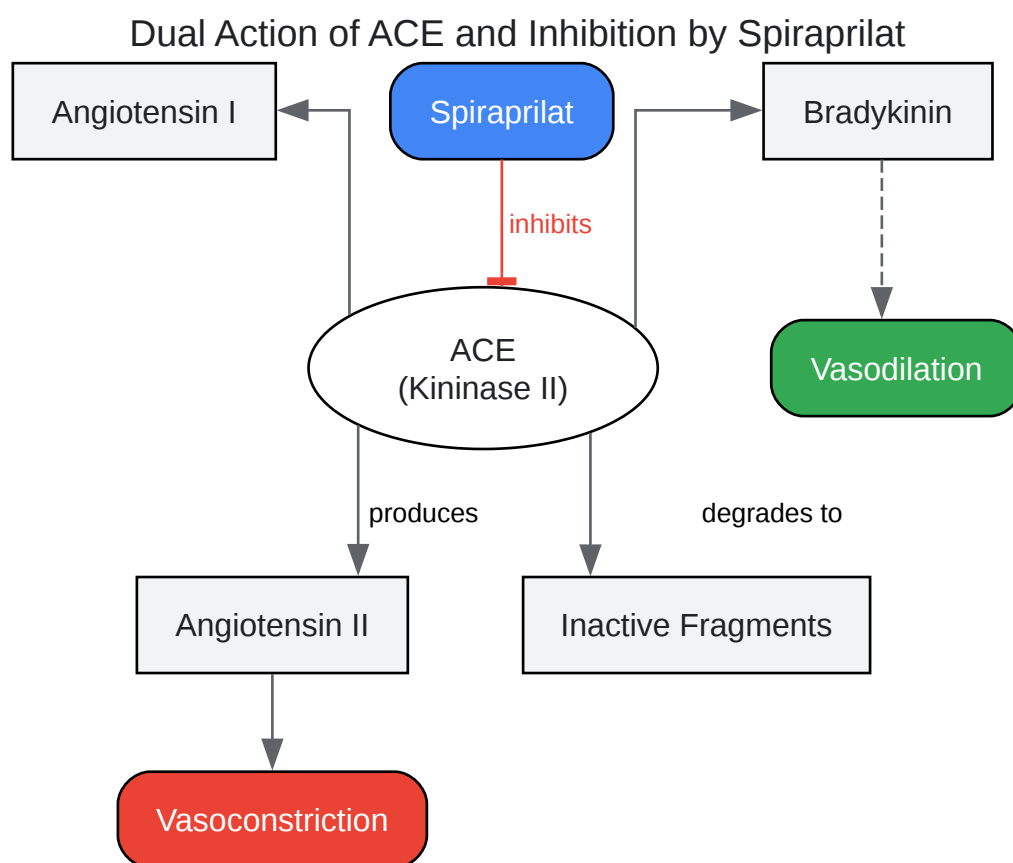 Dual Action of ACE and Inhibition by Spiraprilat
Angiotensin I
Spiraprilat
Bradykinin
inhibits
ACE
(Kininase II)
Vasodilation
produces
degrades to
Angiotensin II
Inactive Fragments
Vasoconstriction